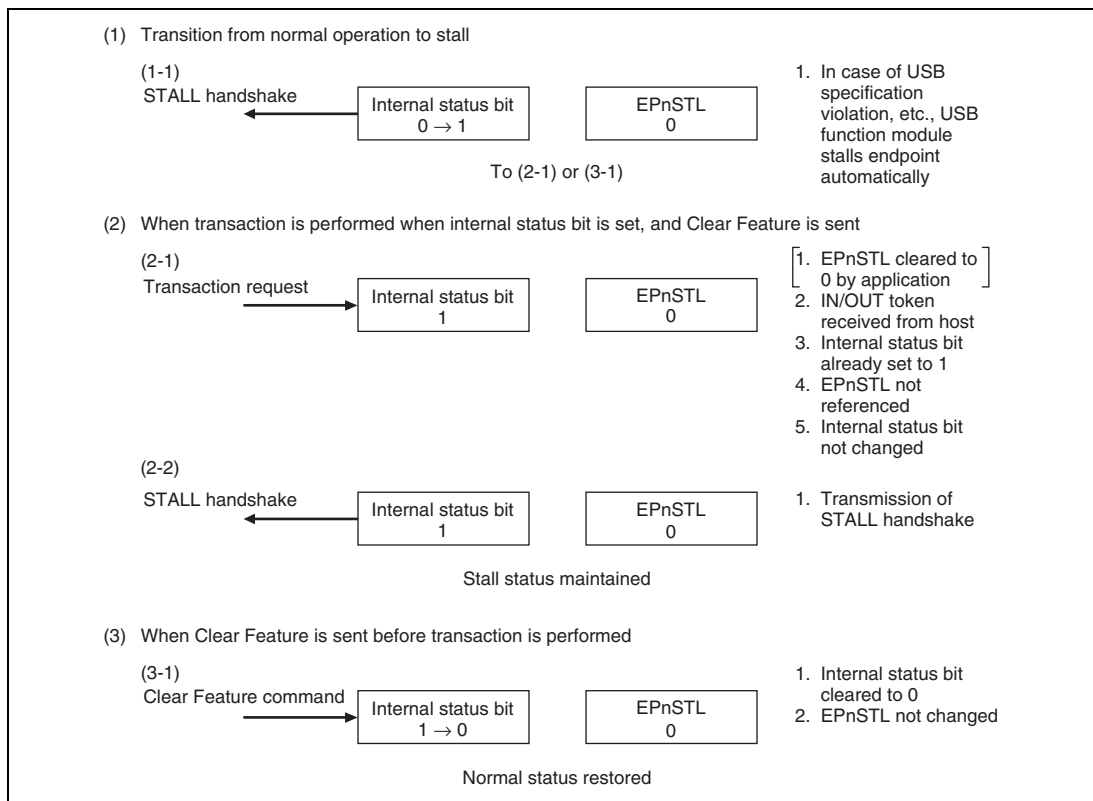 (1) Transition from normal operation to stall
(1-1)
STALL handshake
Internal status bit
0 → 1
EPnSTL
0
To (2-1) or (3-1)
1. In case of USB
specification
violation, etc., USB
function module
stalls endpoint
automatically
(2) When transaction is performed when internal status bit is set, and Clear Feature is sent
(2-1)
Transaction request
Internal status bit
1
EPnSTL
0
1. EPnSTL cleared to
0 by application
2. IN/OUT token
received from host
3. Internal status bit
already set to 1
4. EPnSTL not
referenced
5. Internal status bit
not changed
(2-2)
STALL handshake
Internal status bit
1
EPnSTL
0
1. Transmission of
STALL handshake
Stall status maintained
(3) When Clear Feature is sent before transaction is performed
(3-1)
Clear Feature command
Internal status bit
1 → 0
EPnSTL
0
1. Internal status bit
cleared to 0
2. EPnSTL not changed
Normal status restored